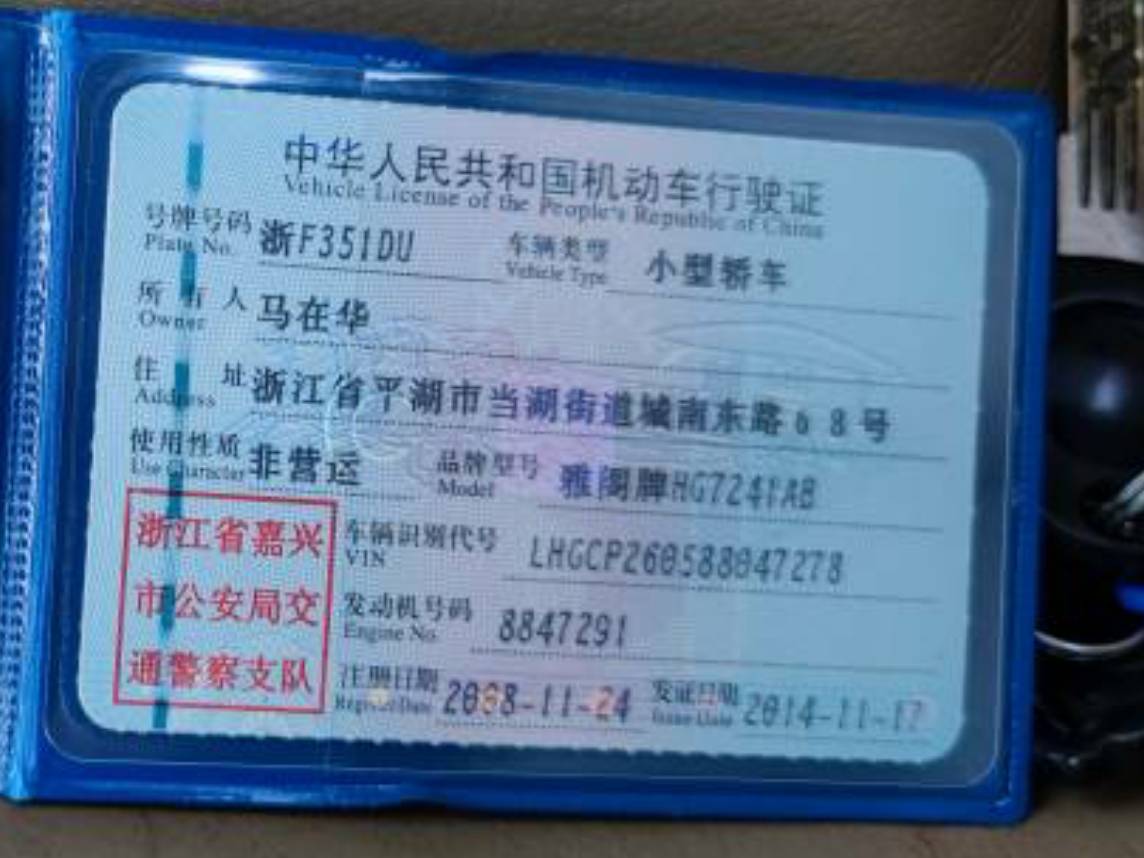 中华人民共和国机动车行驶证
Vehicle License of the People's Republic of China
号牌号码 浙F351DU 车辆类型 小型轿车
Plate No. Vehicle Type
所有人 马在华
Owner
住址 浙江省平湖市当湖街道城南东路68号
Address
使用性质 非营运 品牌型号 雅阁牌HG7241AB
Use Character Model
浙江省嘉兴
市公安局交
通警察支队
车辆识别代号 LHGCP260588047278
VIN
发动机号码 8847291
Engine No.
注册日期 2008-11-24 发证日期 2014-11-17
Register Date Issue Date